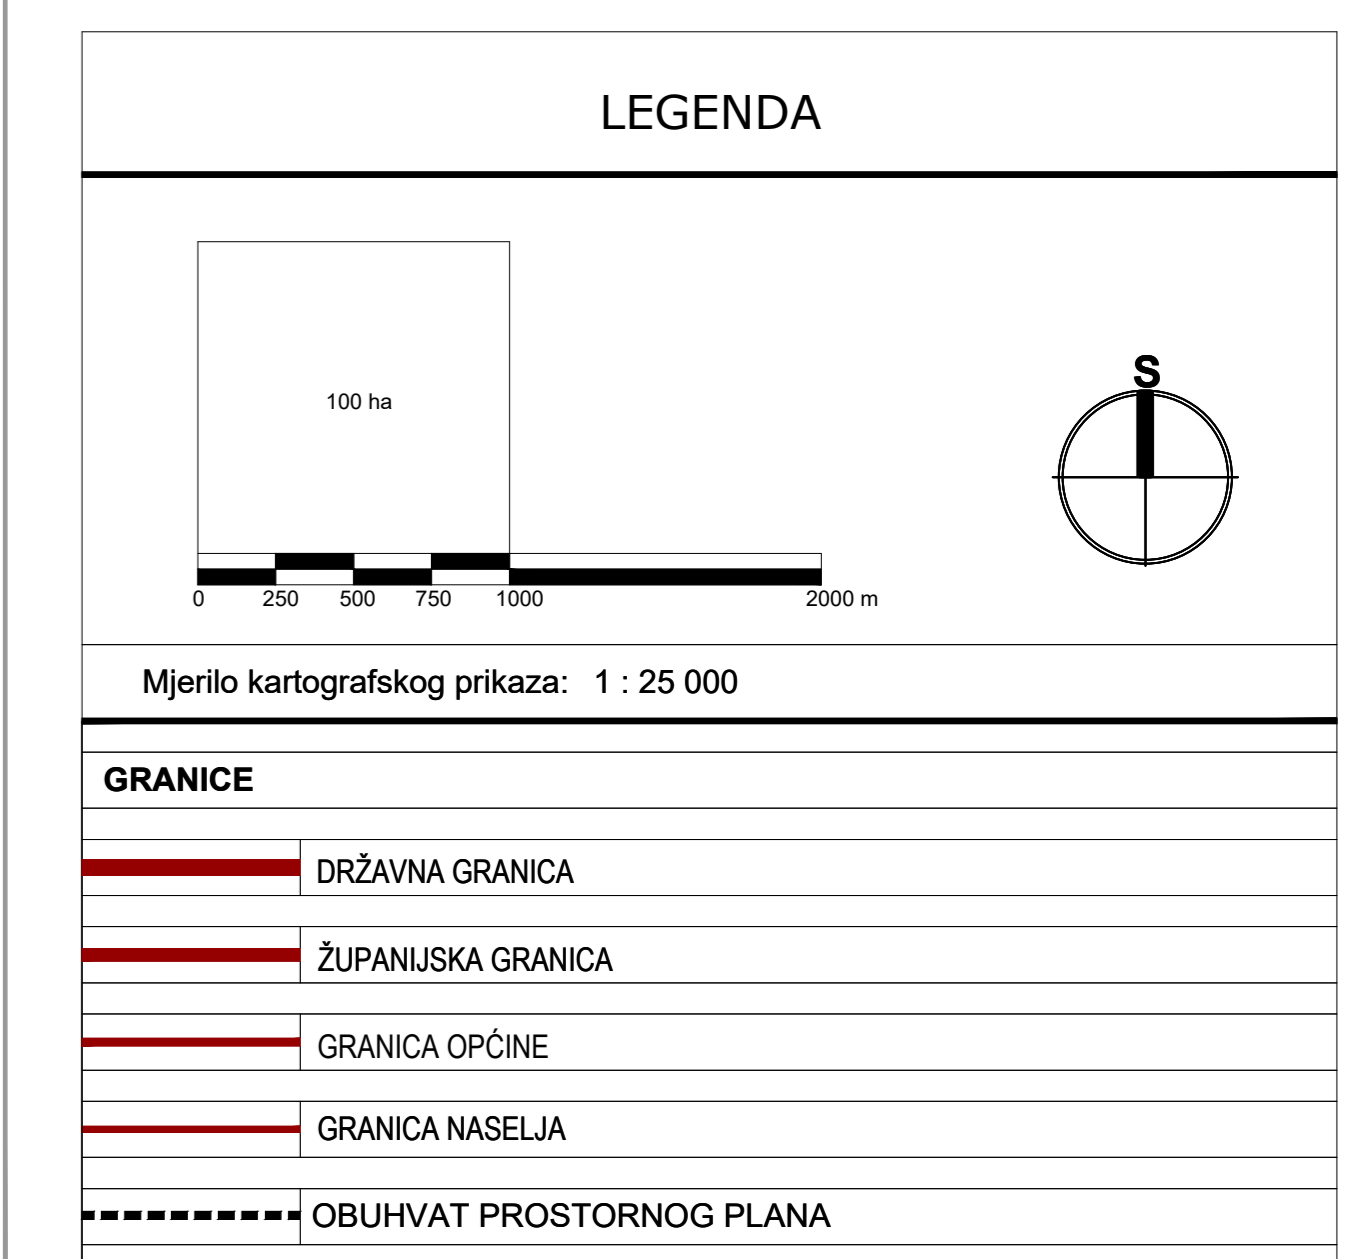 LEGENDA
100 ha
S
0 250 500 750 1000 2000 m
Mjerilo kartografskog prikaza: 1 : 25 000
GRANICE
DRŽAVNA GRANICA
ŽUPANIJSKA GRANICA
GRANICA OPĆINE
GRANICA NASELJA
OBUHVAT PROSTORNOG PLANA